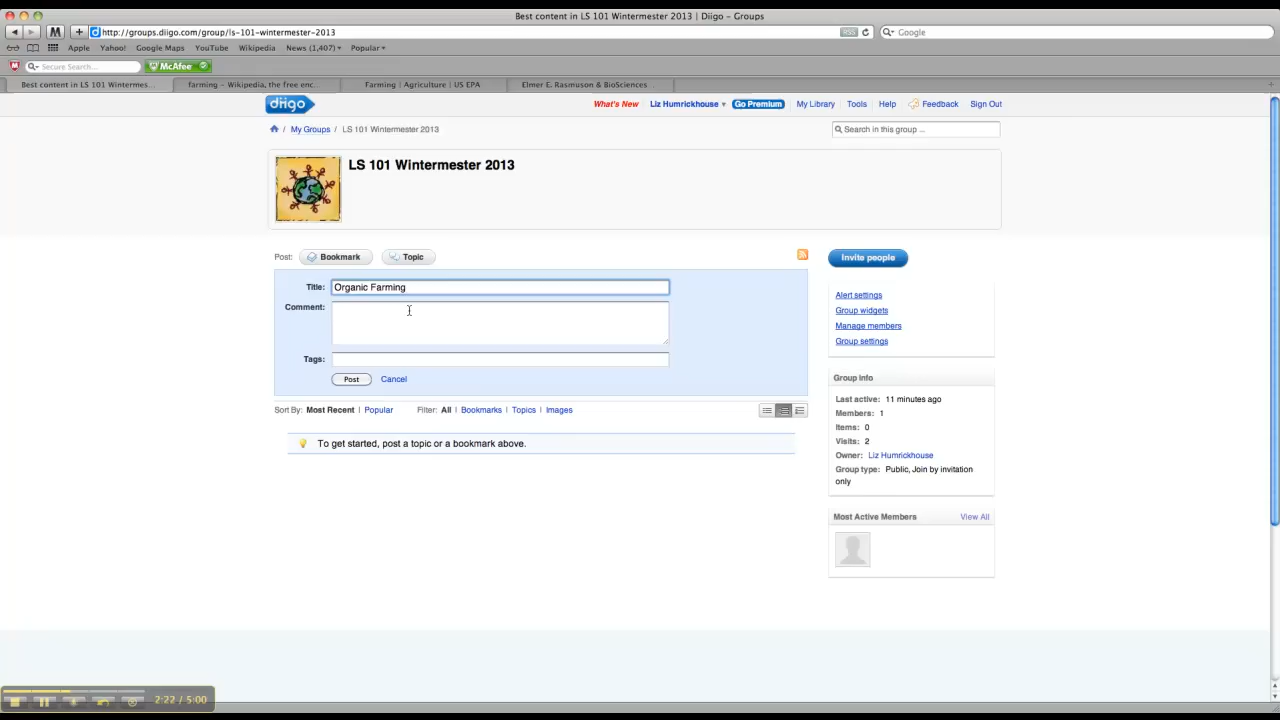 Best content in LS 101 Wintermester 2013 | Diigo - Groups
http://groups.diigo.com/group/ls-101-wintermester-2013
RSS
Google
Apple Yahoo! Google Maps YouTube Wikipedia News (1,407) Popular
Secure Search... McAfee
Best content in LS 101 Wintermes... farming - Wikipedia, the free enc... Farming | Agriculture | US EPA Elmer E. Rasmuson & BioSciences ...
diigo What's New Liz Humrickhouse Go Premium My Library Tools Help Feedback Sign Out
/ My Groups / LS 101 Wintermester 2013
Search in this group ...
LS 101 Wintermester 2013
Post: Bookmark Topic
Invite people
Title: Organic Farming
Comment:
Tags:
Post Cancel
Alert settings
Group widgets
Manage members
Group settings
Sort By: Most Recent | Popular Filter: All | Bookmarks | Topics | Images
To get started, post a topic or a bookmark above.
Group Info
Last active: 11 minutes ago
Members: 1
Items: 0
Visits: 2
Owner: Liz Humrickhouse
Group type: Public, Join by invitation
only
Most Active Members View All
2:22 / 5:00